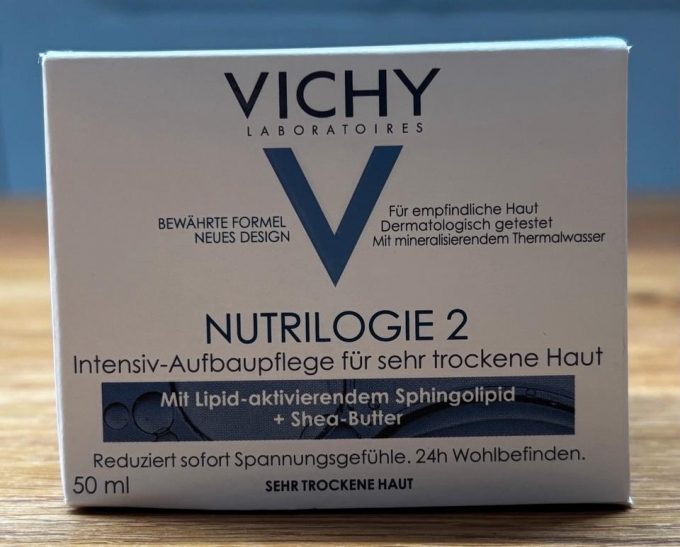 VICHY
LABORATOIRES
V
BEWÄHRTE FORMEL
NEUES DESIGN
Für empfindliche Haut
Dermatologisch getestet
Mit mineralisierendem Thermalwasser
NUTRILOGIE 2
Intensiv-Aufbaupflege für sehr trockene Haut
Mit Lipid-aktivierendem Sphingolipid
+ Shea-Butter
Reduziert sofort Spannungsgefühle. 24h Wohlbefinden.
50 ml
SEHR TROCKENE HAUT